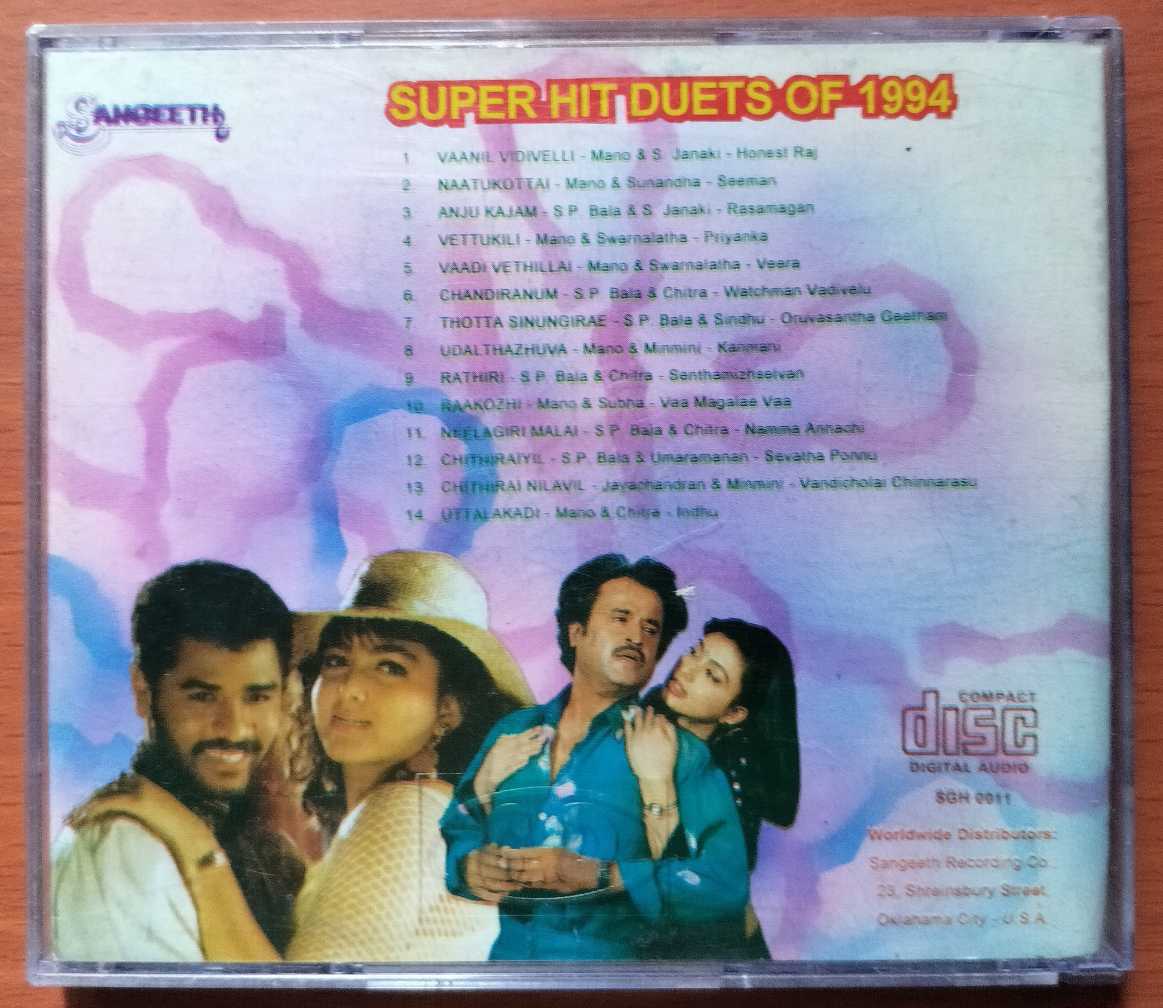 SANGEETHA
SUPER HIT DUETS OF 1994
1 VAANIL VIDIVELLI - Mano & S. Janaki - Honest Raj
2. NAATUKOTTAI - Mano & Sunandha - Seeman
3. ANJU KAJAM - S.P. Bala & S. Janaki - Rasamagan
4. VETTUKILI - Mano & Swarnalatha - Priyanka
5. VAADI VETHILLAI - Mano & Swarnalatha - Veera
6. CHANDIRANUM - S.P. Bala & Chitra - Watchman Vadivelu
7. THOTTA SINUNGIRAE - S.P. Bala & Sindhu - Oruvasantha Geetham
8. UDALTHAZHUVA - Mano & Minmini - Kanmani
9. RATHIRI - S.P. Bala & Chitra - Senthamizhselvan
10. RAAKOZHI - Mano & Subha - Vaa Magalae Vaa
11. NEELAGIRI MALAI - S.P. Bala & Chitra - Namma Annachi
12. CHITHIRAIYIL - S.P. Bala & Umaramanan - Sevatha Ponnu
13. CHITHIRAI NILAVIL - Jayachandran & Minmini - Vandicholai Chinnarasu
14. UTTALAKADI - Mano & Chitra - Indhu
COMPACT
disc
DIGITAL AUDIO
SGH 0011
Worldwide Distributors:
Sangeeth Recording Co.,
23, Shreinsbury Street,
Oklahama City - U.S.A.